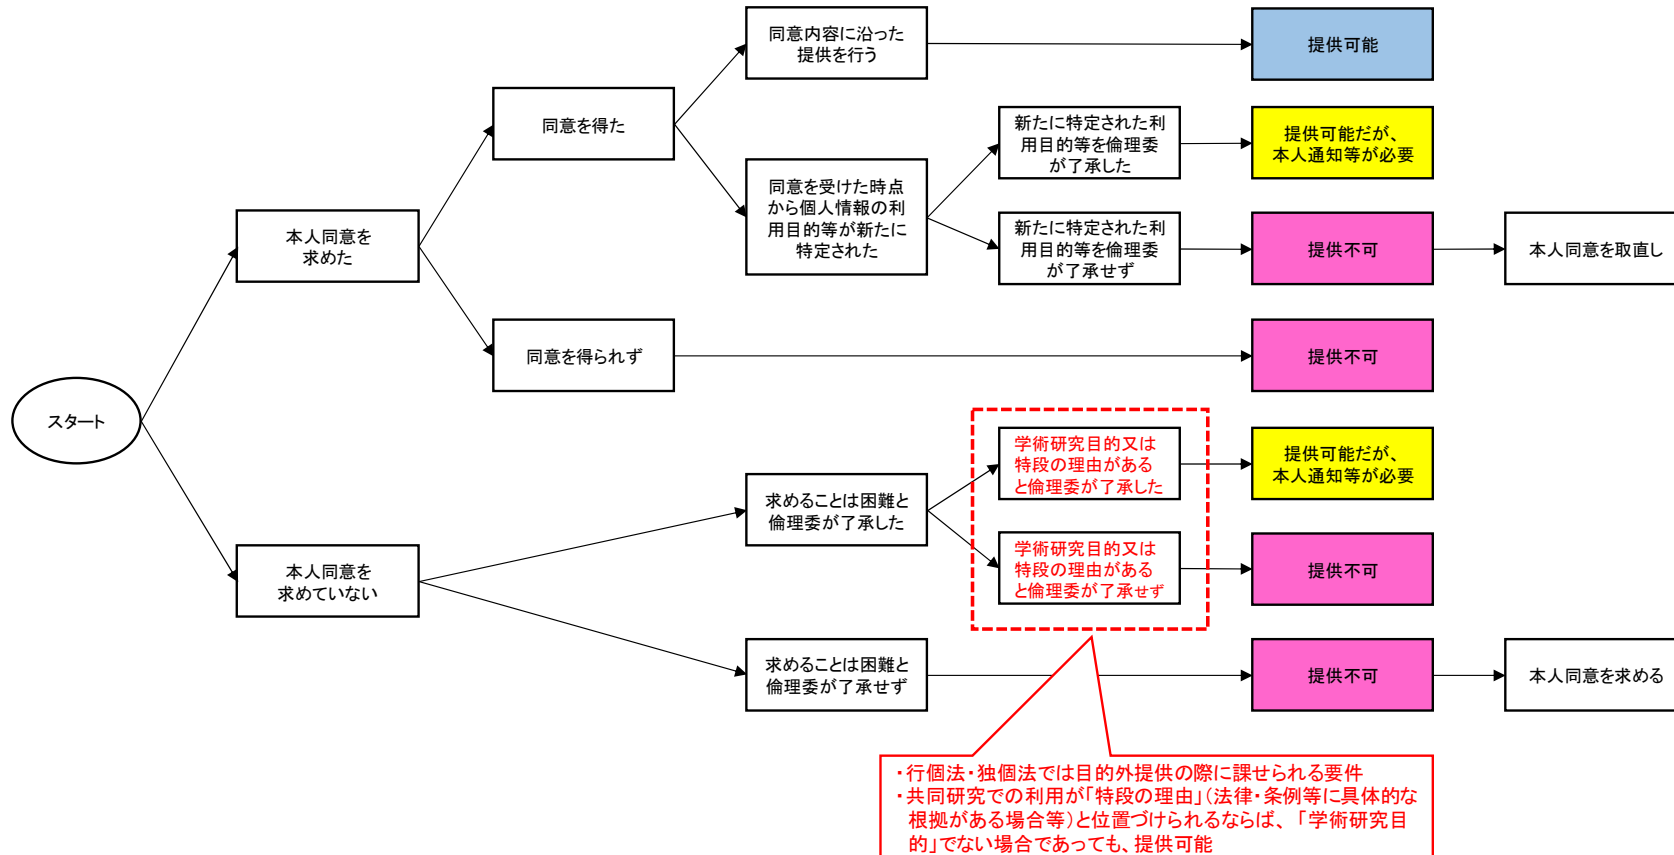 同意内容に沿った
提供を行う
提供可能
同意を得た
新たに特定された利
用目的等を倫理委
が了承した
提供可能だが、
本人通知等が必要
同意を受けた時点
から個人情報の利
用目的等が新たに
特定された
本人同意を
求めた
新たに特定された利
用目的等を倫理委
が了承せず
提供不可
本人同意を取直し
同意を得られず
提供不可
スタート
学術研究目的又は
特段の理由がある
と倫理委が了承した
提供可能だが、
本人通知等が必要
求めることは困難と
倫理委が了承した
学術研究目的又は
特段の理由がある
と倫理委が了承せず
提供不可
本人同意を
求めていない
求めることは困難と
倫理委が了承せず
提供不可
本人同意を求める
・行個法・独個法では目的外提供の際に課せられる要件
・共同研究での利用が「特段の理由」（法律・条例等に具体的な
根拠がある場合等）と位置づけられるならば、「学術研究目
的」でない場合であっても、提供可能